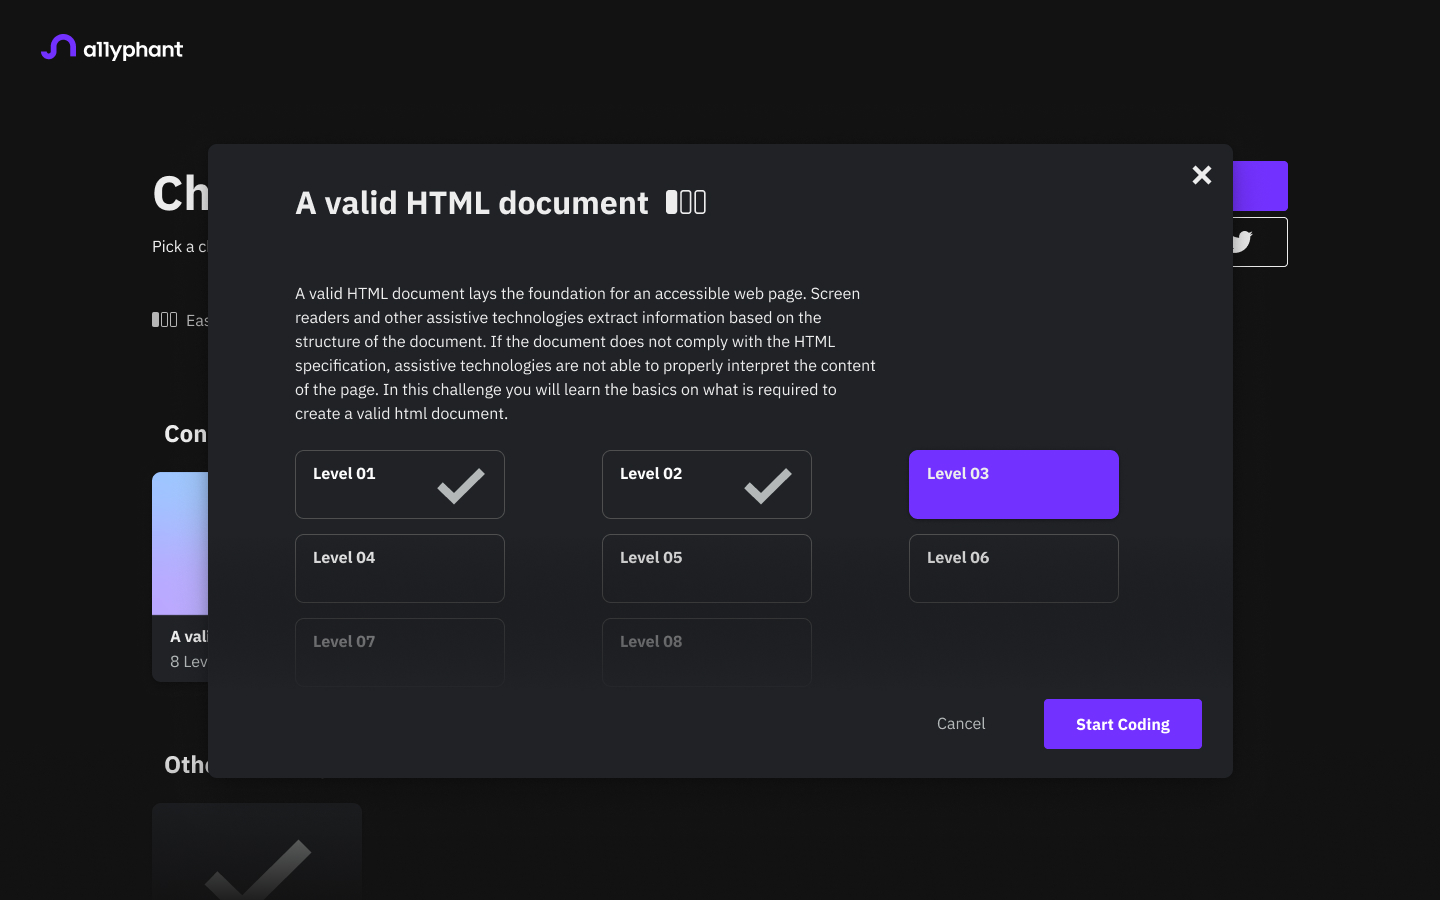 a11yphant
Ch
Pick a c
Eas
A valid HTML document
A valid HTML document lays the foundation for an accessible web page. Screen
readers and other assistive technologies extract information based on the
structure of the document. If the document does not comply with the HTML
specification, assistive technologies are not able to properly interpret the content
of the page. In this challenge you will learn the basics on what is required to
create a valid html document.
Con
Level 01
Level 02
Level 03
Level 04
Level 05
Level 06
Level 07
Level 08
A vali
8 Lev
Cancel
Start Coding
Othe